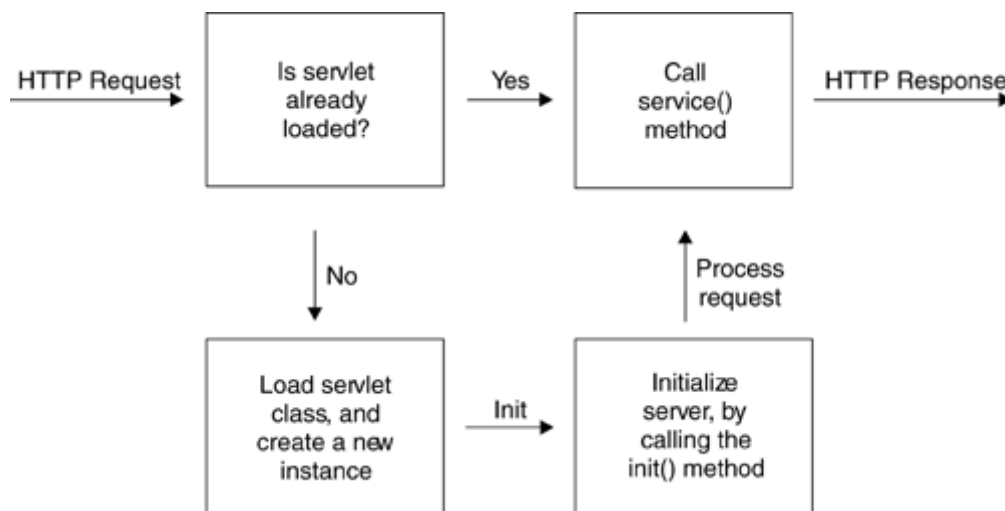 HTTP Request
Is servlet
already
loaded?
Yes
Call
service()
method
HTTP Response
No
Process
request
Load servlet
class, and
create a new
instance
Init
Initialize
server, by
calling the
init() method